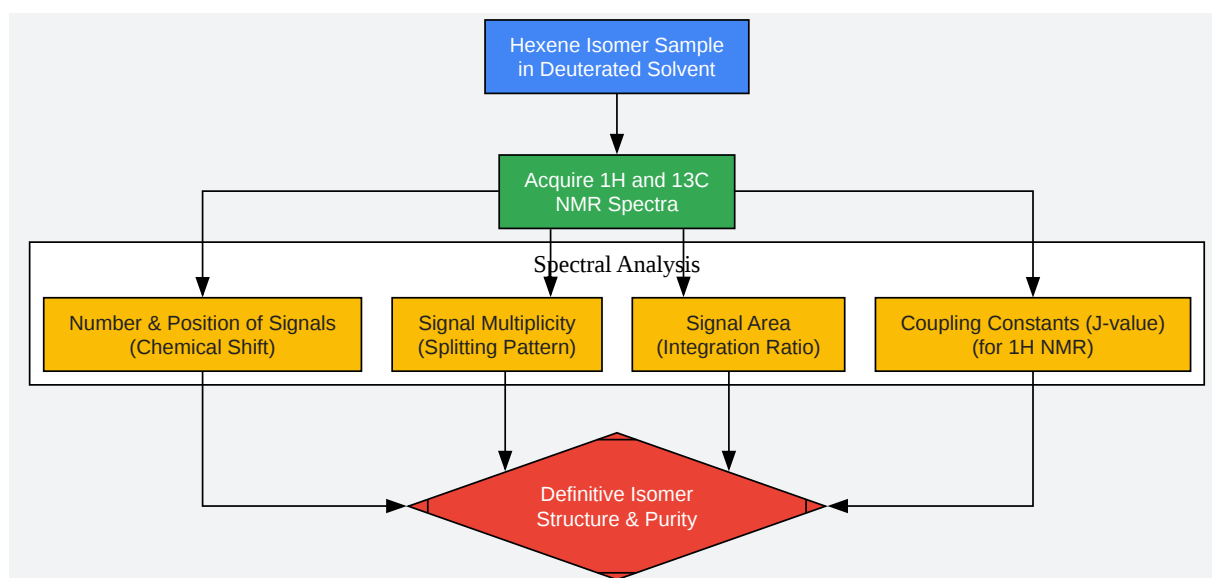 Hexene Isomer Sample
in Deuterated Solvent
Acquire 1H and 13C
NMR Spectra
Spectral Analysis
Number & Position of Signals
(Chemical Shift)
Signal Multiplicity
(Splitting Pattern)
Signal Area
(Integration Ratio)
Coupling Constants (J-value)
(for 1H NMR)
Definitive Isomer
Structure & Purity